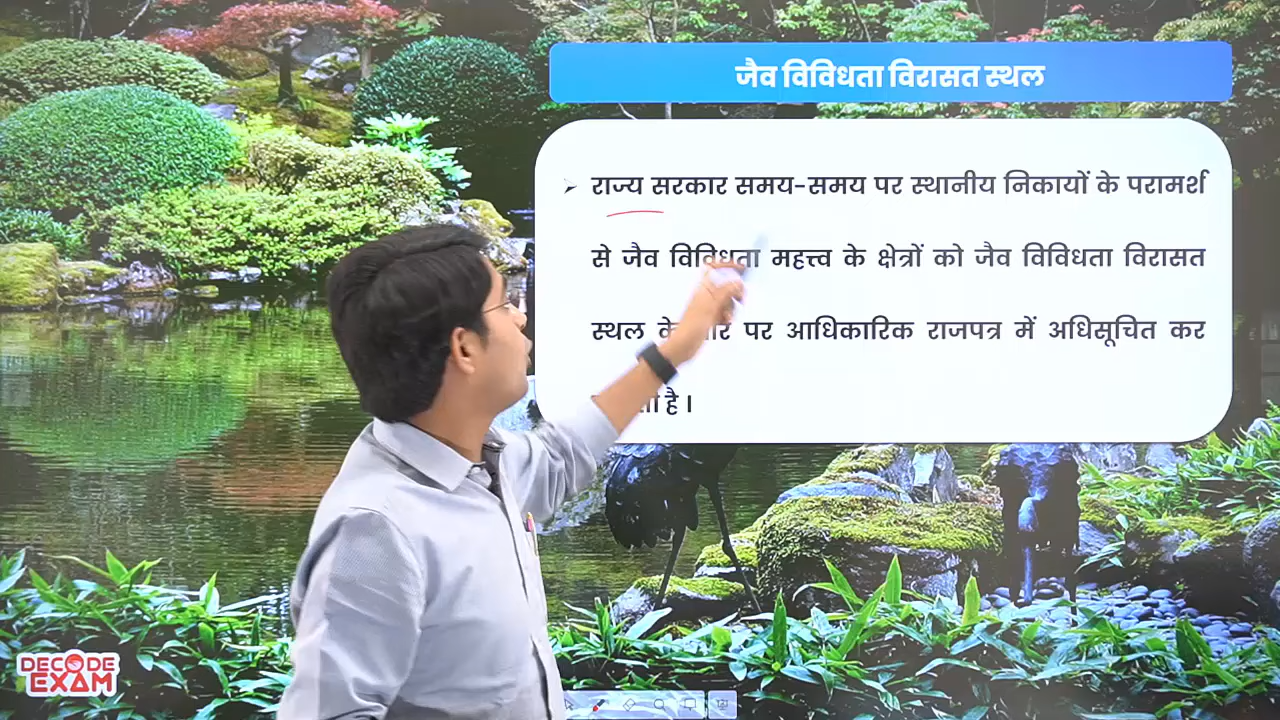 जैव विविधता विरासत स्थल
राज्य सरकार समय-समय पर स्थानीय निकायों के परामर्श
से जैव विविधता महत्त्व के क्षेत्रों को जैव विविधता विरासत
स्थल के पर आधिकारिक राजपत्र में अधिसूचित कर
है ।
DECODE
EXAM